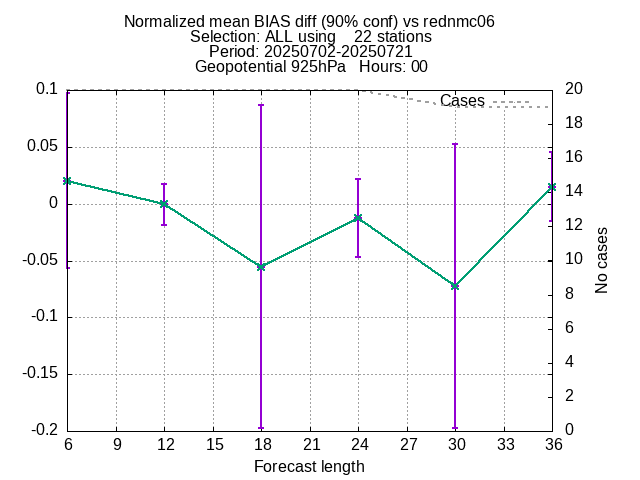 Normalized mean BIAS diff (90% conf) vs rednmc06
Selection: ALL using    22 stations
Period: 20250702-20250721
Geopotential 925hPa   Hours: 00
Cases
0.1
0.05
0
-0.05
-0.1
-0.15
-0.2
20
18
16
14
12
10
8
6
4
2
0
No cases
6 9 12 15 18 21 24 27 30 33 36
Forecast length